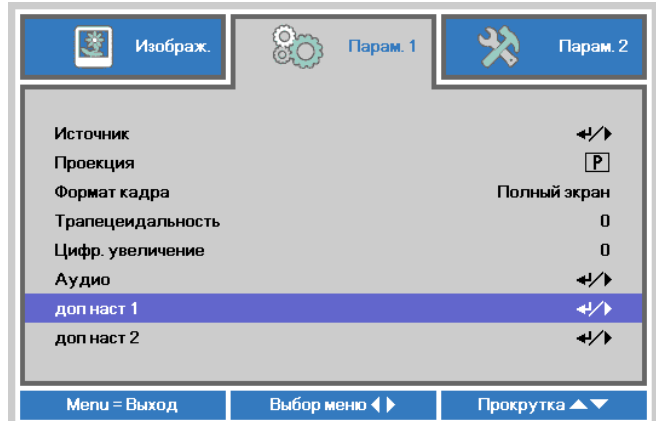 Изображ. Парам. 1 Парам. 2
Источник
Проекция P
Формат кадра Полный экран
Трапецеидальность 0
Цифр. увеличение 0
Аудио
доп наст 1
доп наст 2
Menu = Выход Выбор меню Прокрутка